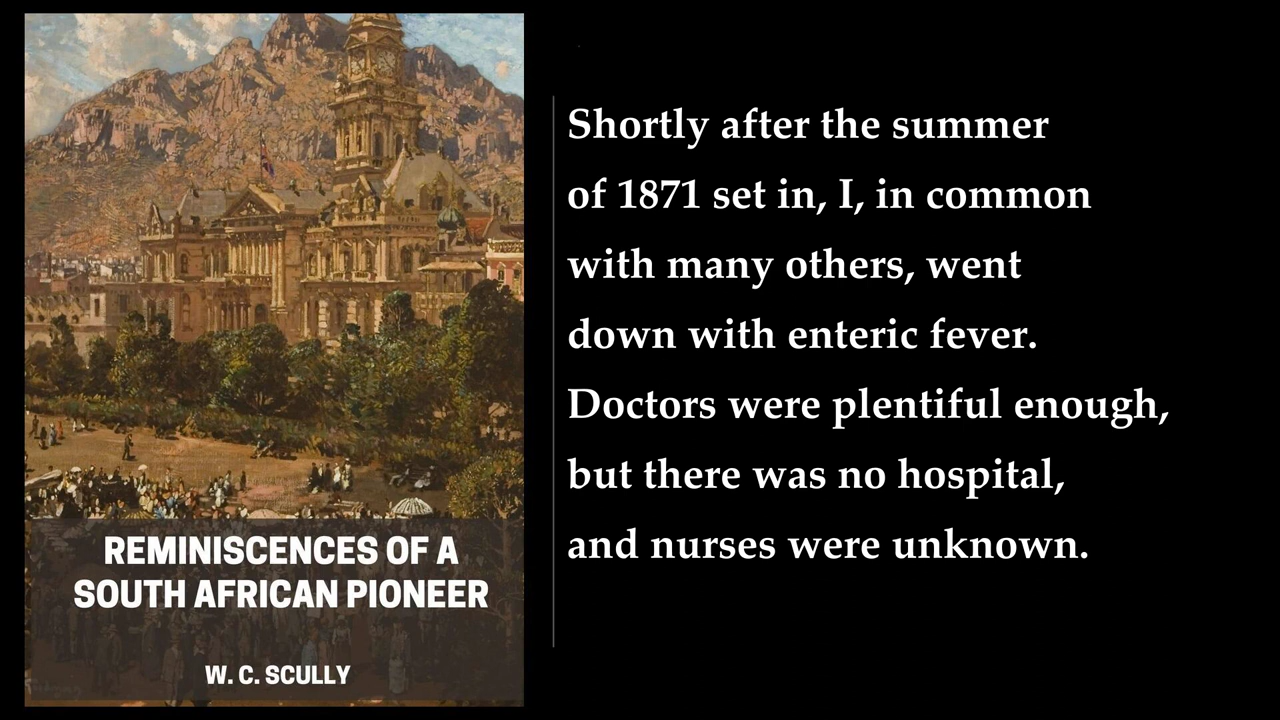 REMINISCENCES OF A
SOUTH AFRICAN PIONEER
W. C. SCULLY
Shortly after the summer
of 1871 set in, I, in common
with many others, went
down with enteric fever.
Doctors were plentiful enough,
but there was no hospital,
and nurses were unknown.